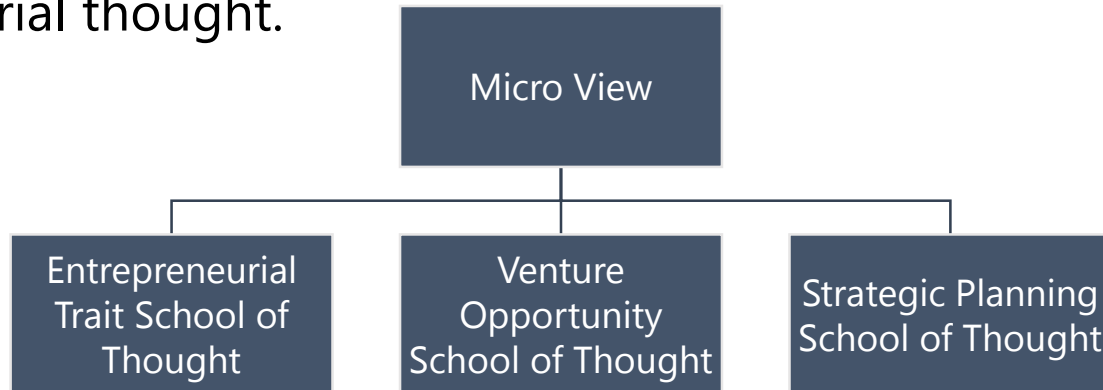 rial thought.
Micro View
Entrepreneurial
Trait School of
Thought
Venture
Opportunity
School of Thought
Strategic Planning
School of Thought